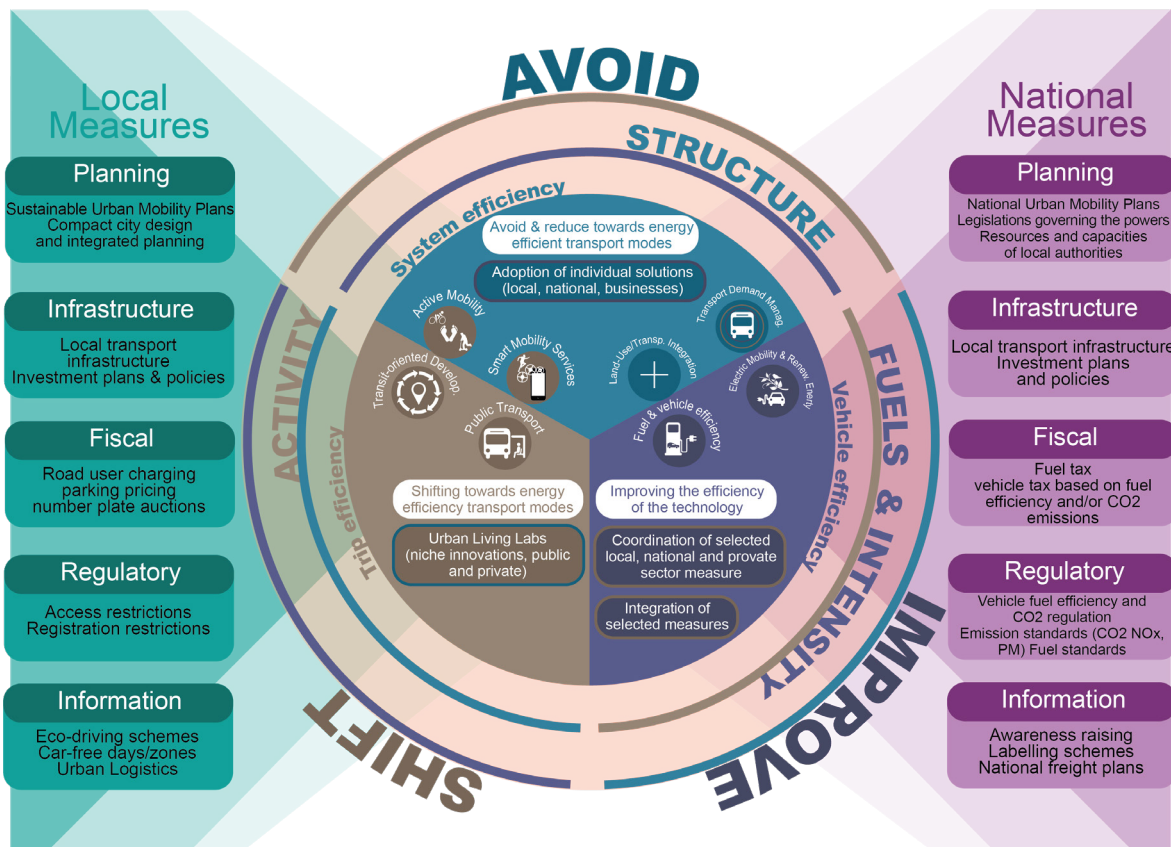 AVOID
STRUCTURE
System efficiency
Avoid & reduce towards energy
efficient transport modes
Adoption of individual solutions
(local, national, businesses)
Active Mobility
Smart Mobility Services
Land-Use/Transp. Integration
Transport Demand Manag.
Transit-oriented Develop.
Public Transport
Fuel & vehicle efficiency
Electric Mobility & Renew. Energy
ACTIVITY
Trip efficiency
Shifting towards energy
efficiency transport modes
Urban Living Labs
(niche innovations, public
and private)
SHIFT
FUELS & INTENSITY
Vehicle efficiency
Improving the efficiency
of the technology
Coordination of selected
local, national and provate
sector measure
Integration of
selected measures
IMPROVE
Local
Measures
Planning
Sustainable Urban Mobility Plans
Compact city design
and integrated planning
Infrastructure
Local transport
infrastructure
Investment plans & policies
Fiscal
Road user charging
parking pricing
number plate auctions
Regulatory
Access restrictions
Registration restrictions
Information
Eco-driving schemes
Car-free days/zones
Urban Logistics
National
Measures
Planning
National Urban Mobility Plans
Legislations governing the powers
Resources and capacities
of local authorities
Infrastructure
Local transport infrastructure
Investment plans
and policies
Fiscal
Fuel tax
vehicle tax based on fuel
efficiency and/or CO2
emissions
Regulatory
Vehicle fuel efficiency and
CO2 regulation
Emission standards (CO2 NOx,
PM) Fuel standards
Information
Awareness raising
Labelling schemes
National freight plans